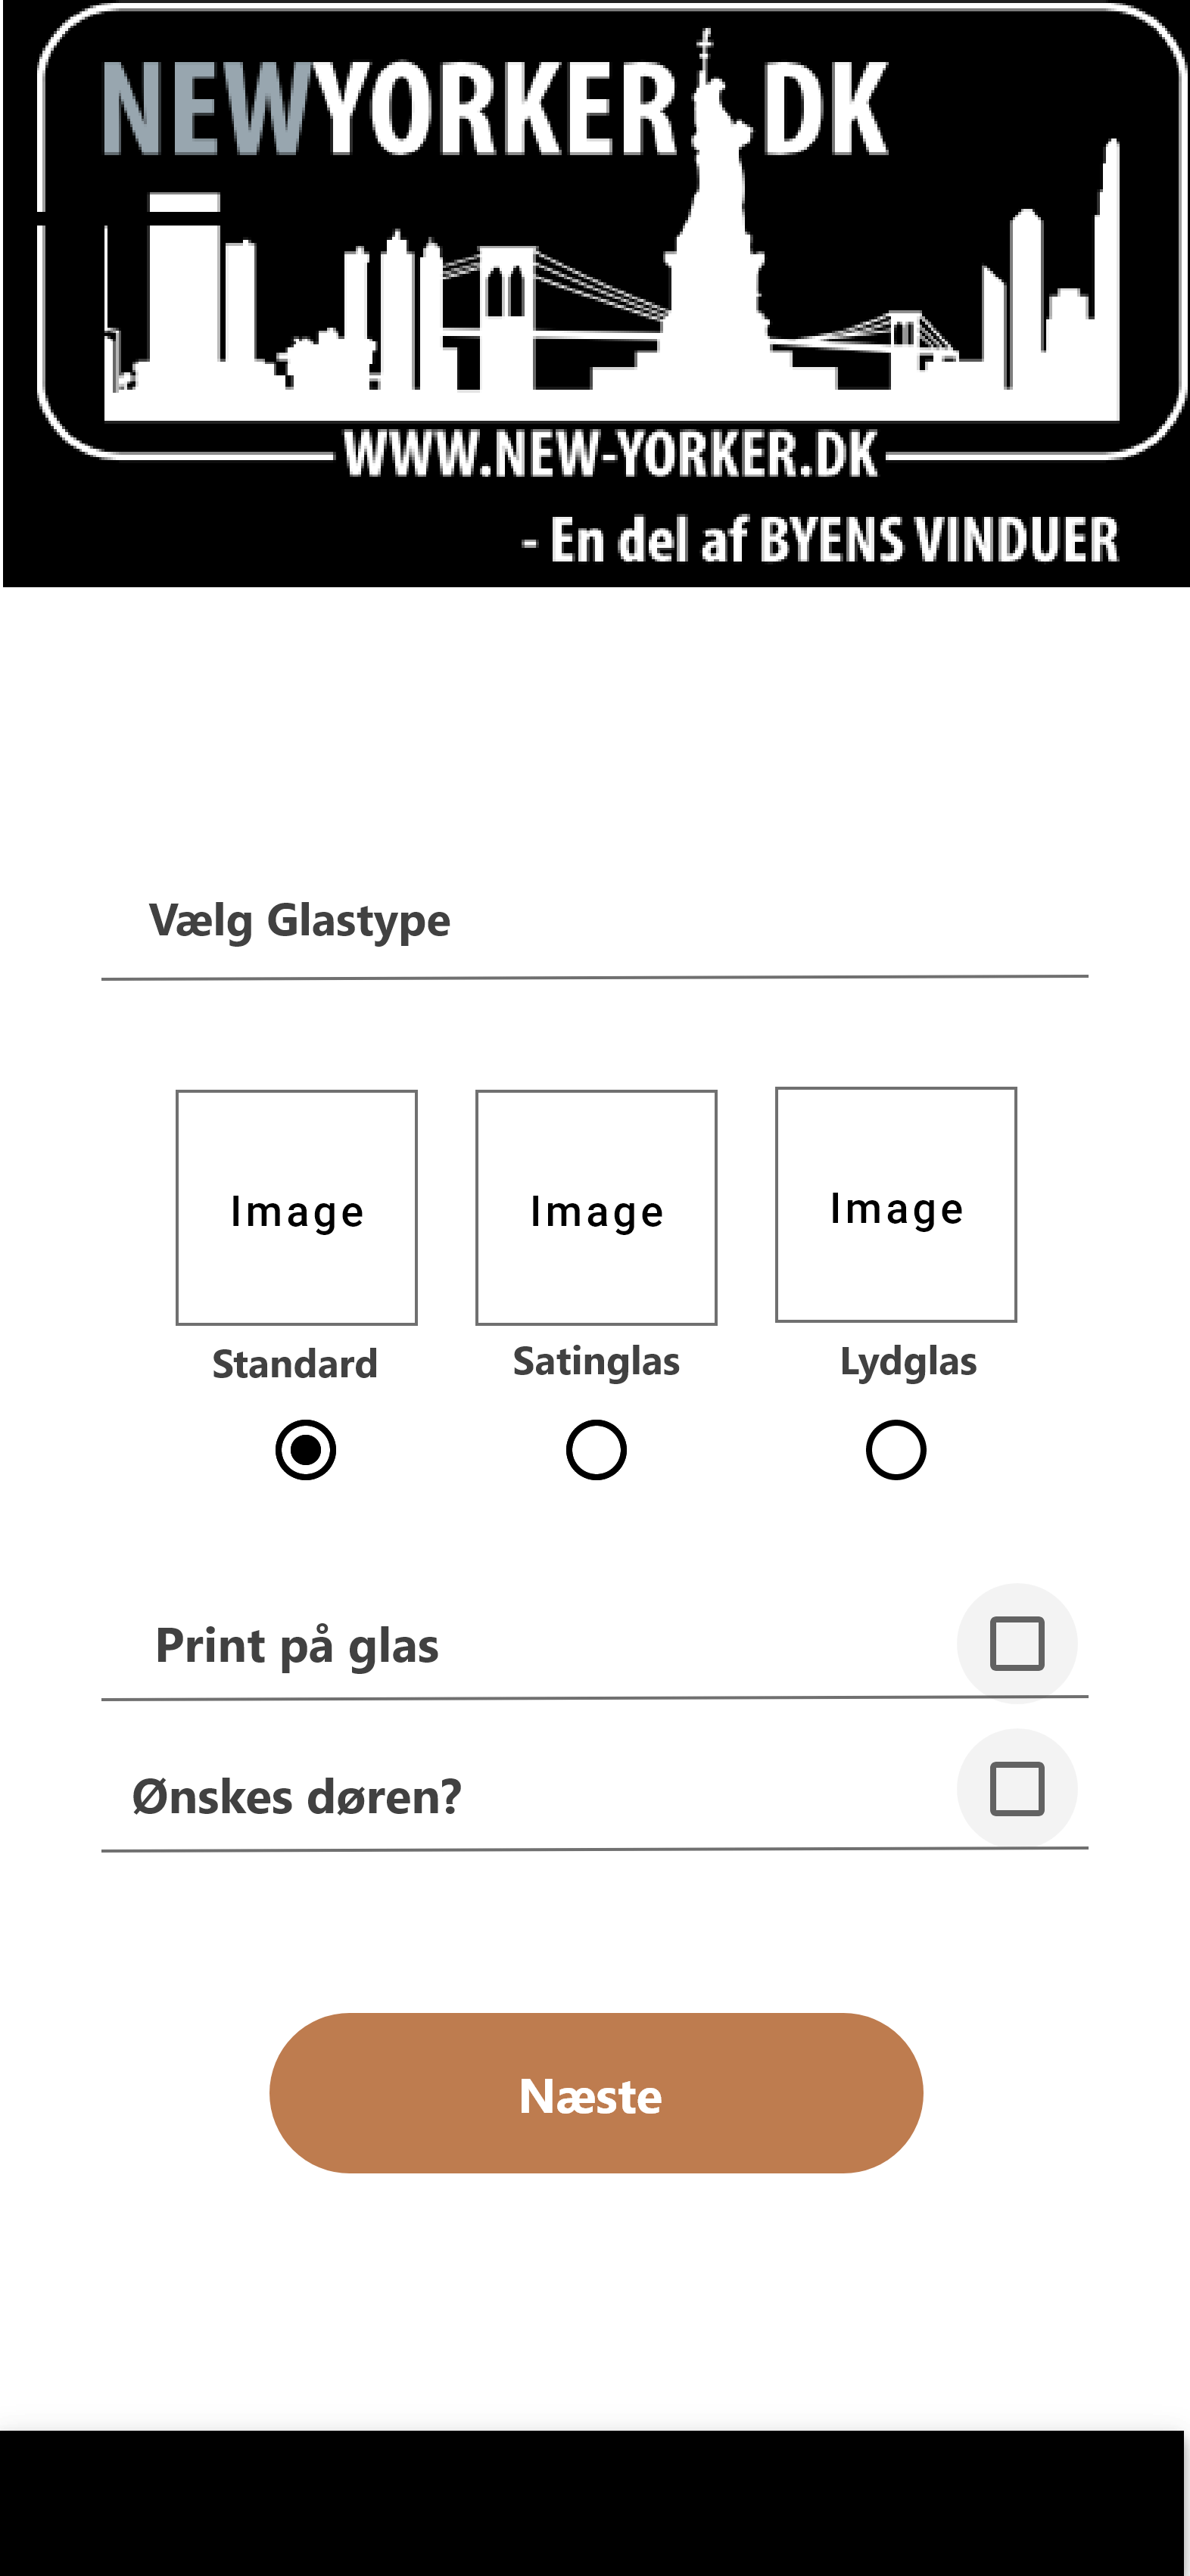 NEWYORKER.DK
WWW.NEW-YORKER.DK
- En del af BYENS VINDUER
Vælg Glastype
Image Image Image
Standard Satinglas Lydglas
Print på glas
Ønskes døren?
Næste